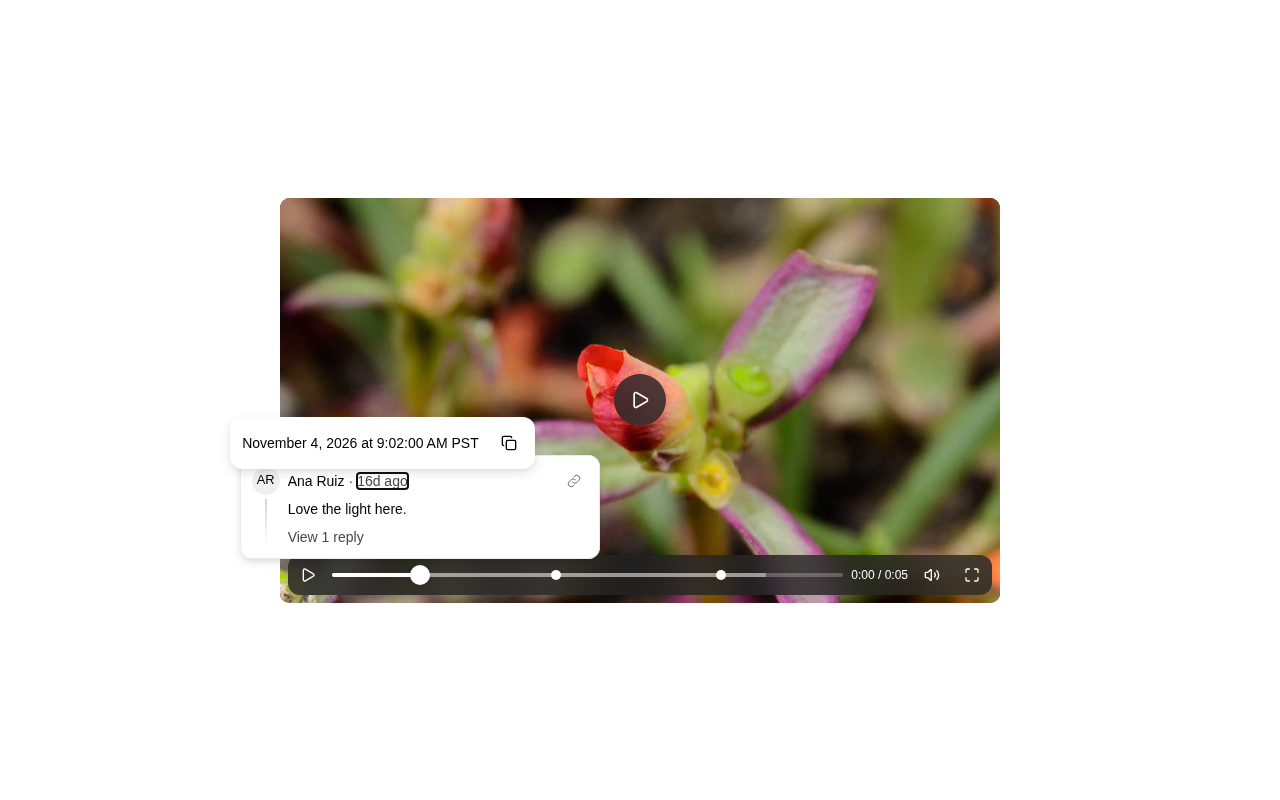 November 4, 2026 at 9:02:00 AM PST
AR
Ana Ruiz · 16d ago
Love the light here.
View 1 reply
0:00 / 0:05